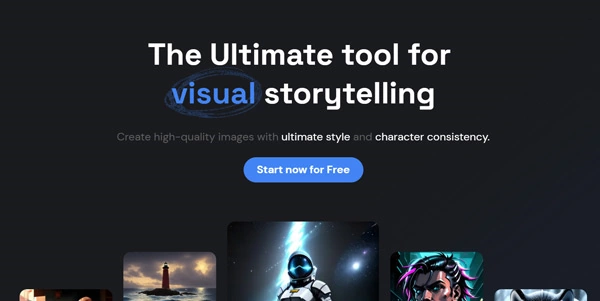 The Ultimate tool for
visual storytelling
Create high-quality images with ultimate style and character consistency.
Start now for Free